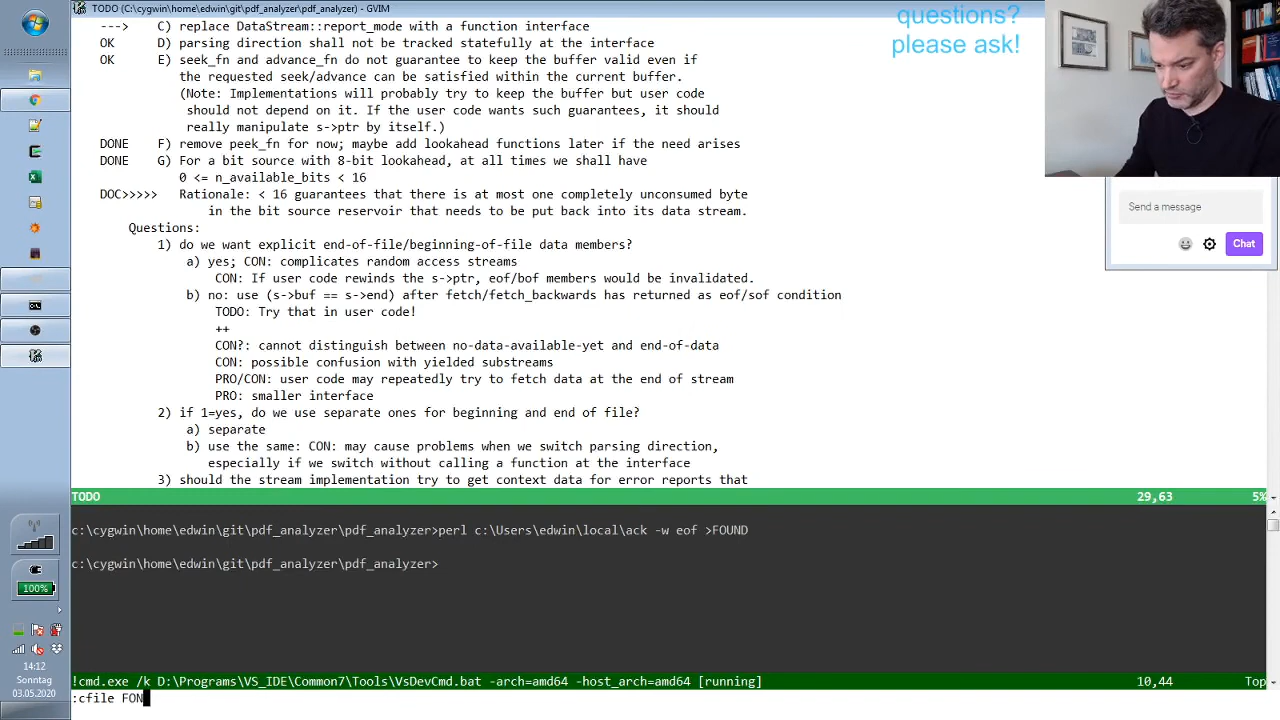 TODO (C:\cygwin\home\edwin\git\pdf_analyzer\pdf_analyzer) - GVIM
questions?
please ask!
---> C) replace DataStream::report_mode with a function interface
OK D) parsing direction shall not be tracked statefully at the interface
OK E) seek_fn and advance_fn do not guarantee to keep the buffer valid even if
the requested seek/advance can be satisfied within the current buffer.
(Note: Implementations will probably try to keep the buffer but user code
should not depend on it. If the user code wants such guarantees, it should
really manipulate s->ptr by itself.)
DONE F) remove peek_fn for now; maybe add lookahead functions later if the need arises
DONE G) For a bit source with 8-bit lookahead, at all times we shall have
0 <= n_available_bits < 16
DOC>>>>> Rationale: < 16 guarantees that there is at most one completely unconsumed byte
in the bit source reservoir that needs to be put back into its data stream.
Questions:
1) do we want explicit end-of-file/beginning-of-file data members?
a) yes; CON: complicates random access streams
CON: If user code rewinds the s->ptr, eof/bof members would be invalidated.
b) no: use (s->buf == s->end) after fetch/fetch_backwards has returned as eof/sof condition
TODO: Try that in user code!
++
CON?: cannot distinguish between no-data-available-yet and end-of-data
CON: possible confusion with yielded substreams
PRO/CON: user code may repeatedly try to fetch data at the end of stream
PRO: smaller interface
2) if 1=yes, do we use separate ones for beginning and end of file?
a) separate
b) use the same: CON: may cause problems when we switch parsing direction,
especially if we switch without calling a function at the interface
3) should the stream implementation try to get context data for error reports that
TODO 29,63 5%
c:\cygwin\home\edwin\git\pdf_analyzer\pdf_analyzer>perl c:\Users\edwin\local\ack -w eof >FOUND
c:\cygwin\home\edwin\git\pdf_analyzer\pdf_analyzer>
!cmd.exe /k D:\Programs\VS_IDE\Common7\Tools\VsDevCmd.bat -arch=amd64 -host_arch=amd64 [running] 10,44 Top
:cfile FON
Send a message
Chat
100%
14:12
Sonntag
03.05.2020